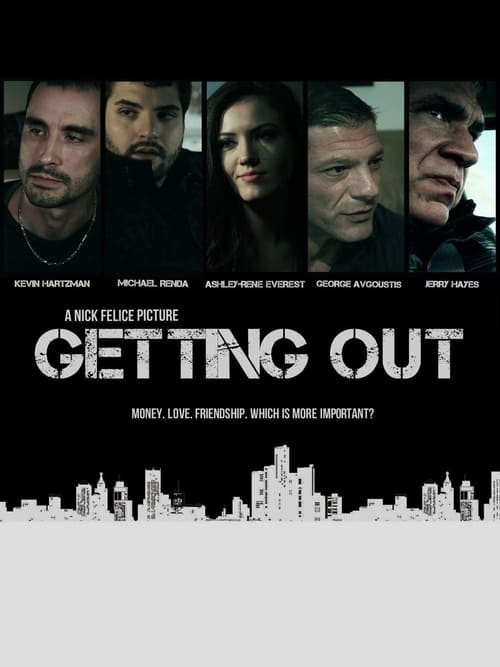 KEVIN HARTZMAN MICHAEL RENDA ASHLEY-RENE EVEREST GEORGE AVGOUSTIS JERRY HAYES
A NICK FELICE PICTURE
GETTING OUT
MONEY. LOVE. FRIENDSHIP. WHICH IS MORE IMPORTANT?